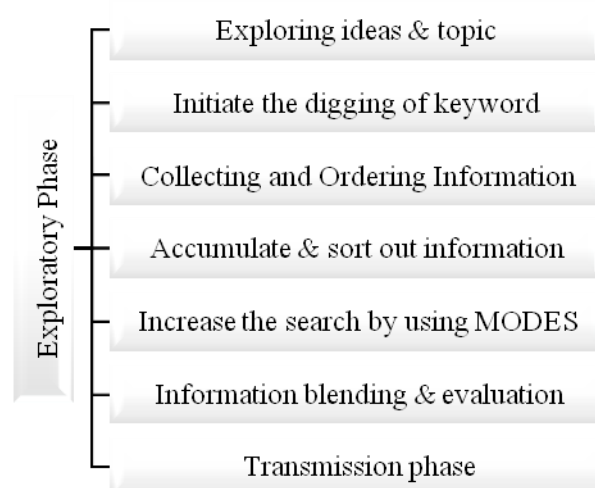 Exploratory Phase
Exploring ideas & topic
Initiate the digging of keyword
Collecting and Ordering Information
Accumulate & sort out information
Increase the search by using MODES
Information blending & evaluation
Transmission phase